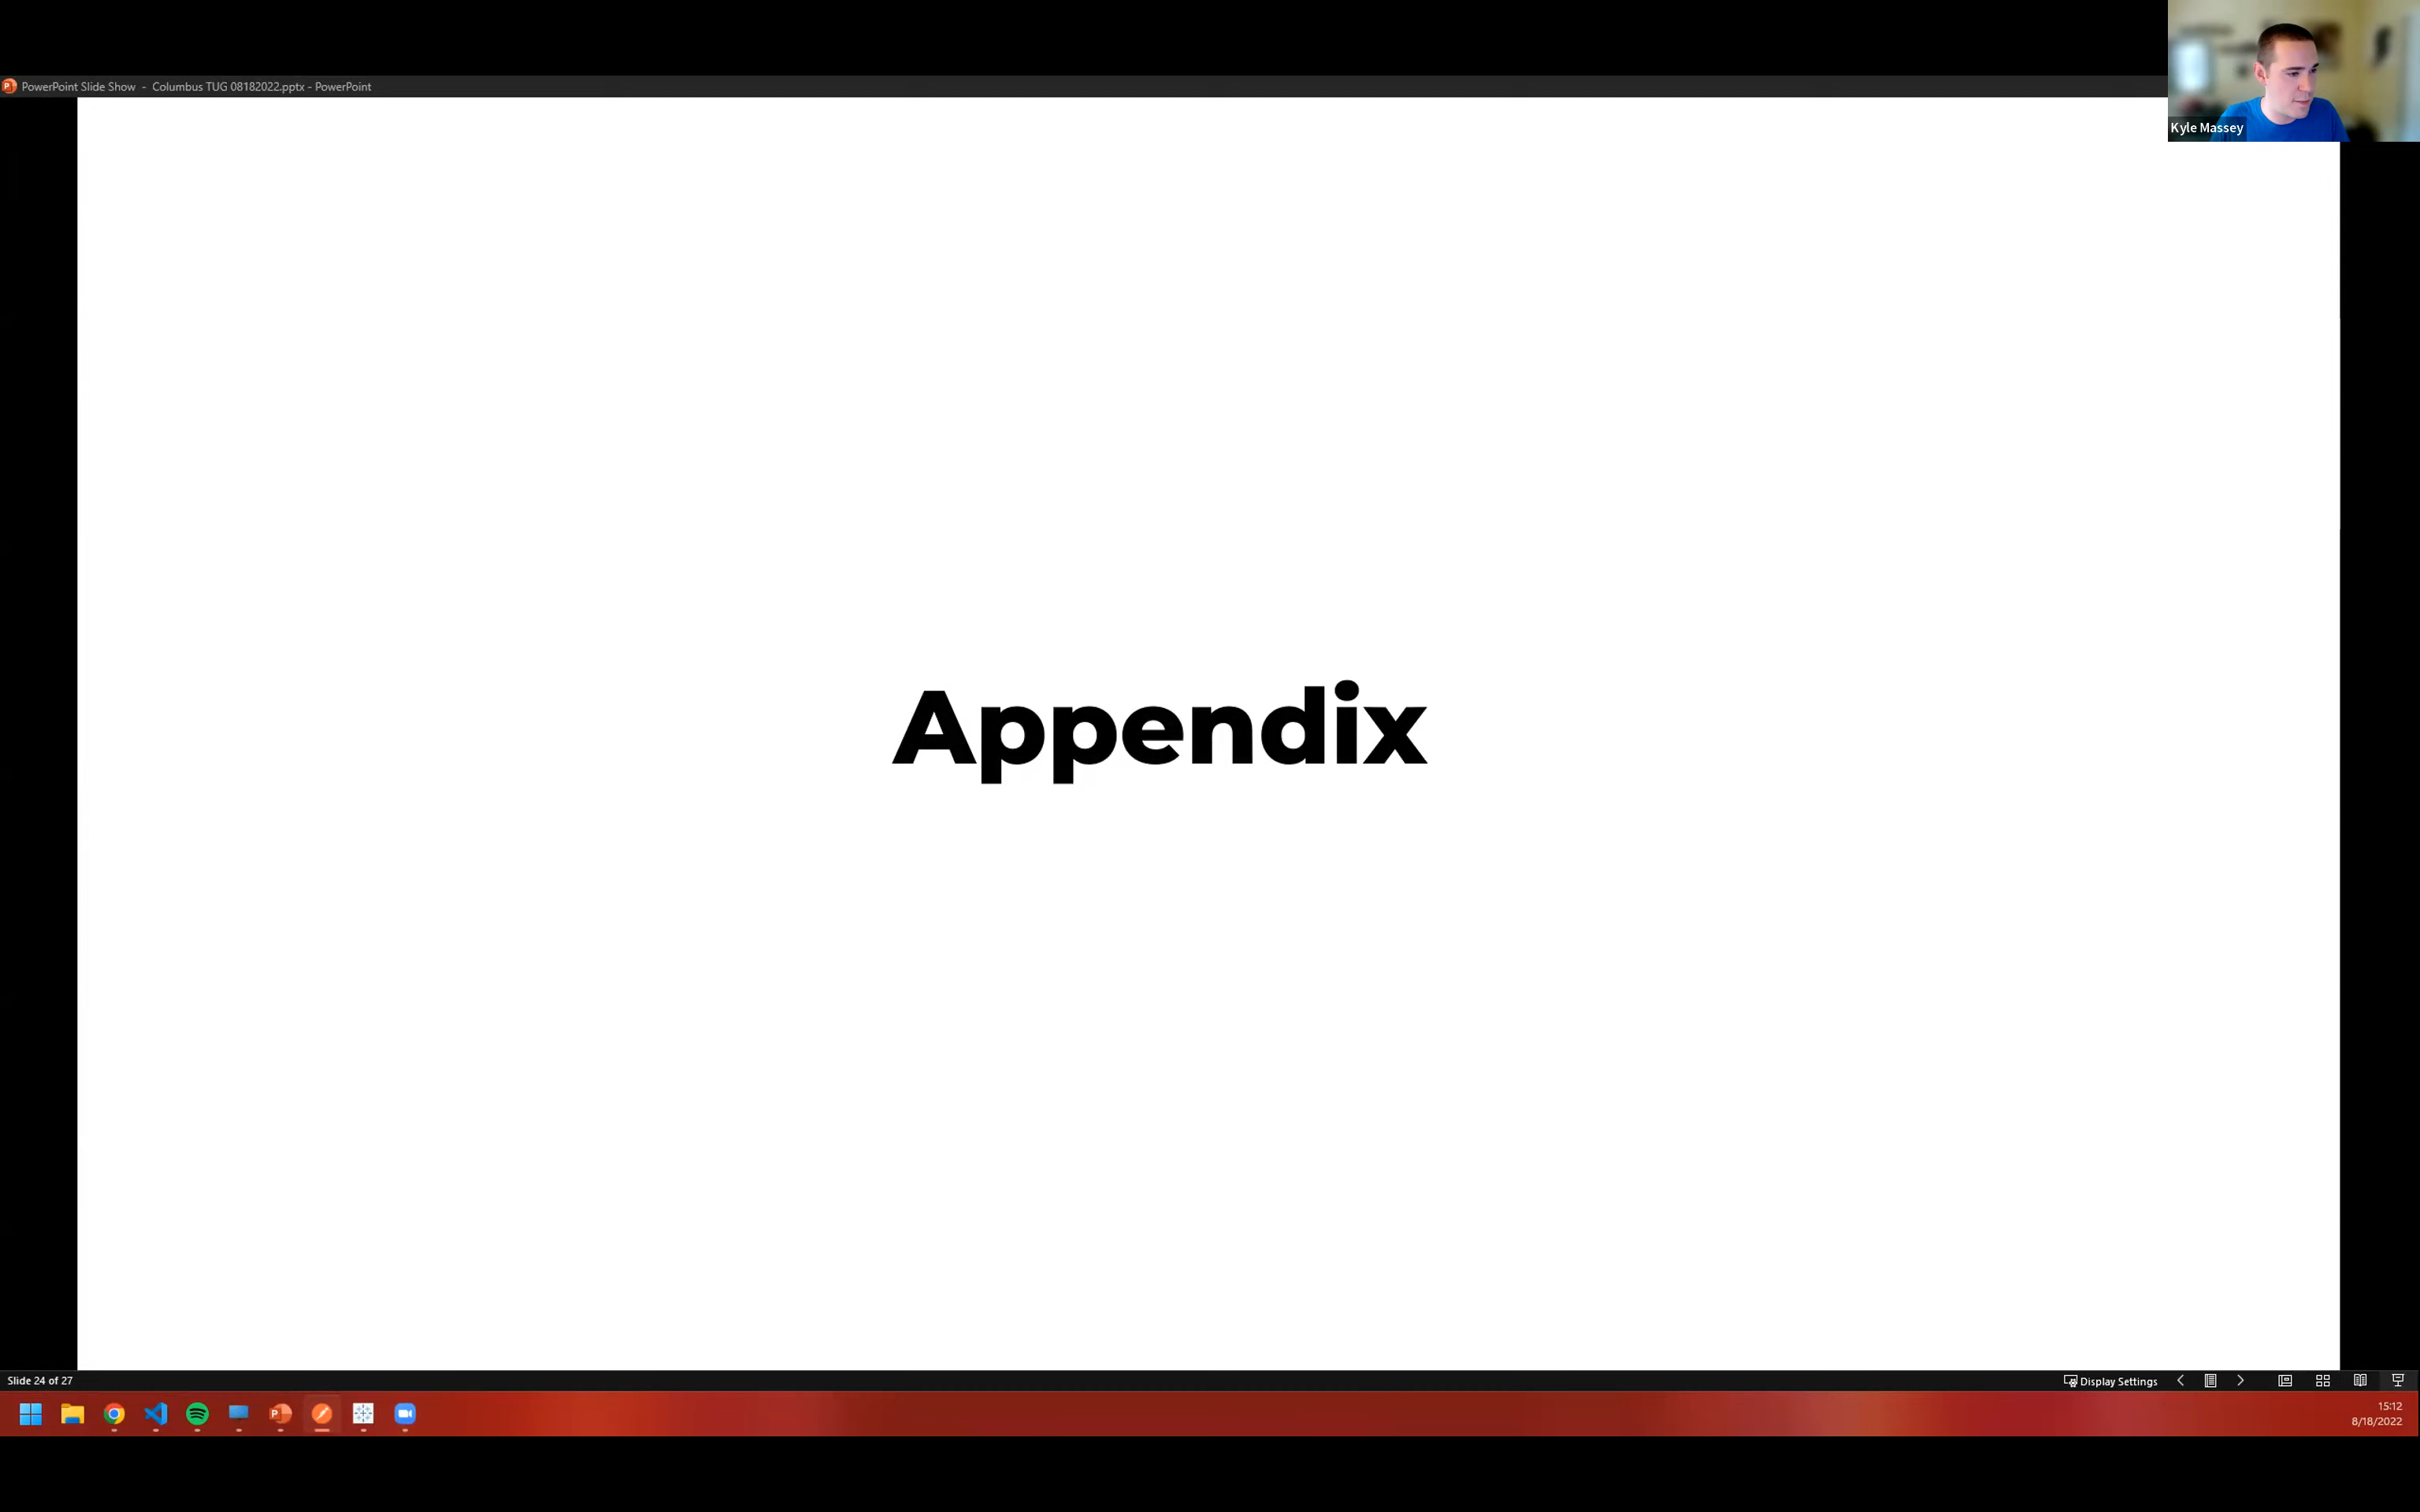 PowerPoint Slide Show - Columbus TUG 08182022.pptx - PowerPoint
Kyle Massey
Appendix
Slide 24 of 27
Display Settings
15:12
8/18/2022